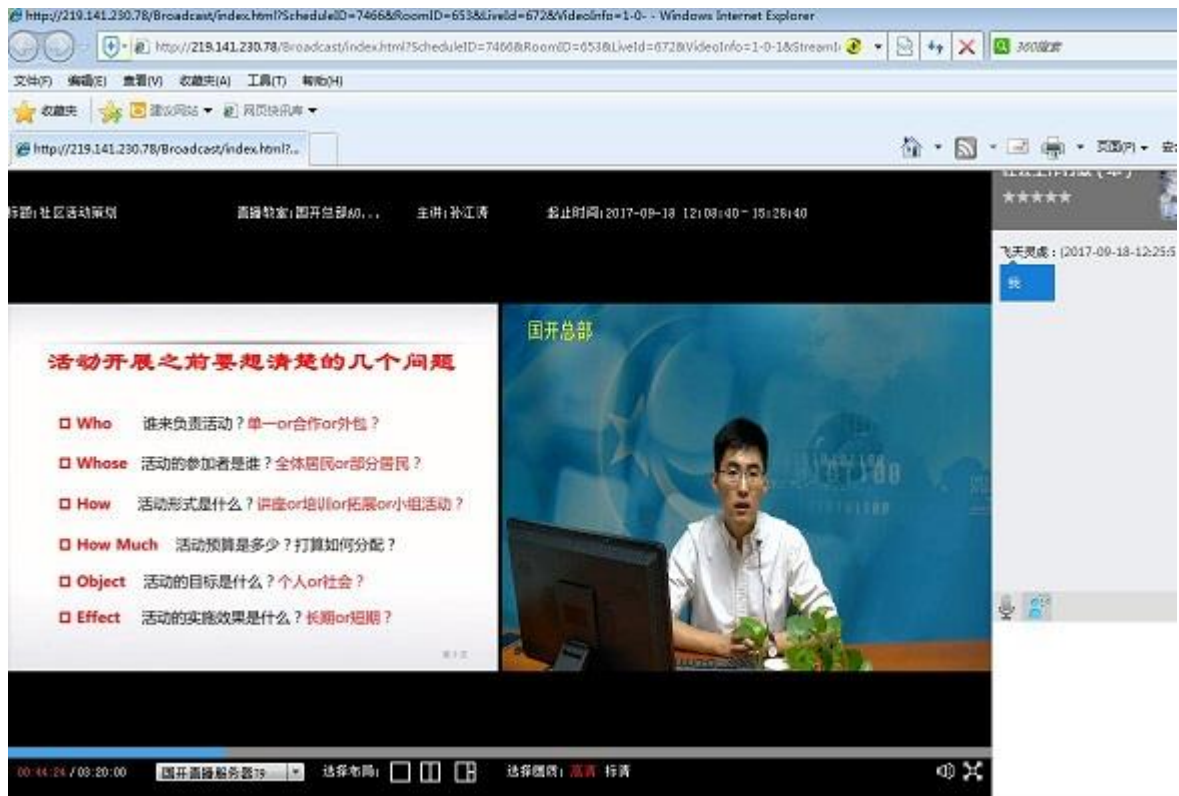 http://219.141.230.78/Broadcast/index.html?ScheduleID=7466&RoomID=653&LiveId=672&VideoInfo=1-0- - Windows Internet Explorer
http://219.141.230.78/Broadcast/index.html?ScheduleID=7466&RoomID=653&LiveId=672&VideoInfo=1-0-1&StreamI
360搜索
文件(F) 编辑(E) 查看(V) 收藏夹(A) 工具(T) 帮助(H)
收藏夹 建议网站 网页快讯库
http://219.141.230.78/Broadcast/index.html?...
页面(P) 安全
标题:社区活动策划 直播教室:国开总部60... 主讲:孙江涛 起止时间:2017-09-18 12:08:40-15:28:40
飞天灵虎:(2017-09-18-12:25:5
我
国开总部
活动开展之前要想清楚的几个问题
Who 谁来负责活动?单一or合作or外包?
Whose 活动的参加者是谁?全体居民or部分居民?
How 活动形式是什么?讲座or培训or拓展or小组活动?
How Much 活动预算是多少?打算如何分配?
Object 活动的目标是什么?个人or社会?
Effect 活动的实施效果是什么?长期or短期?
00:44:24/03:20:00 国开直播服务器79 选择布局: 选择画质: 高清 标清